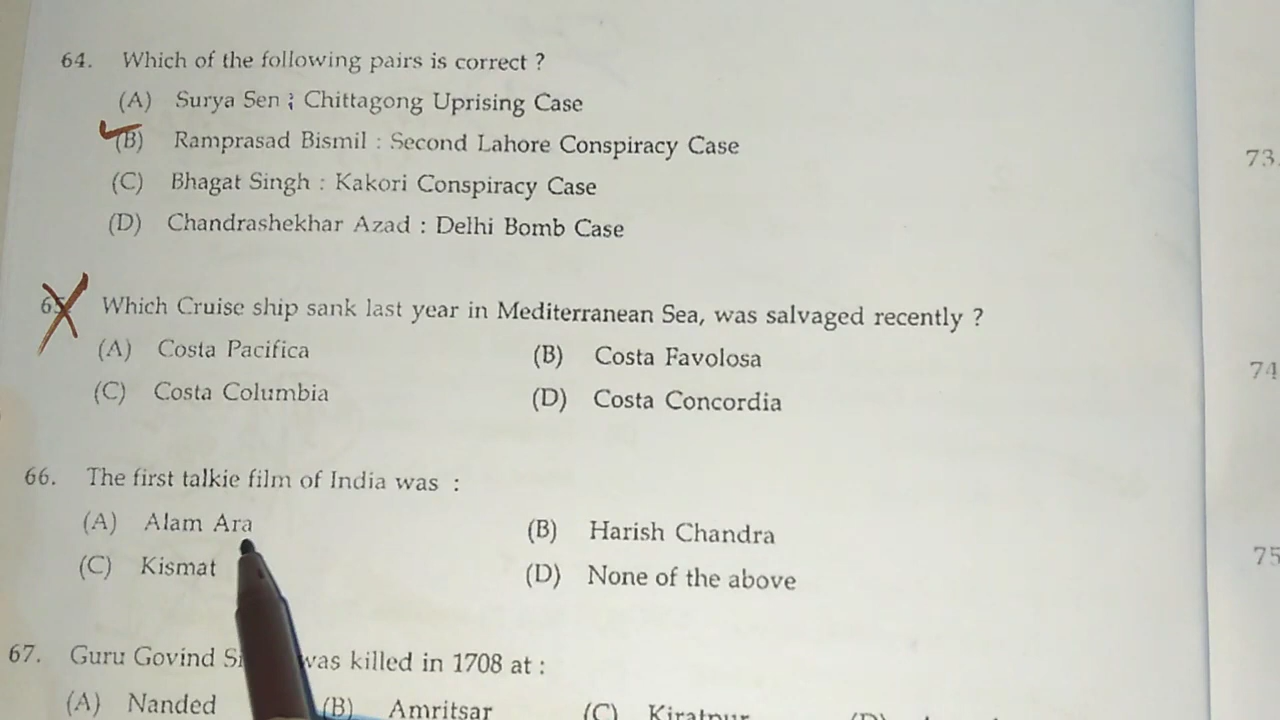 64. Which of the following pairs is correct ?
(A) Surya Sen : Chittagong Uprising Case
(B) Ramprasad Bismil : Second Lahore Conspiracy Case
(C) Bhagat Singh : Kakori Conspiracy Case
(D) Chandrashekhar Azad : Delhi Bomb Case
73.
65. Which Cruise ship sank last year in Mediterranean Sea, was salvaged recently ?
(A) Costa Pacifica (B) Costa Favolosa
(C) Costa Columbia (D) Costa Concordia
74
66. The first talkie film of India was :
(A) Alam Ara (B) Harish Chandra
(C) Kismat (D) None of the above
75
67. Guru Govind was killed in 1708 at :
(A) Nanded (B) Amritsar (C) Kiratpur (D)